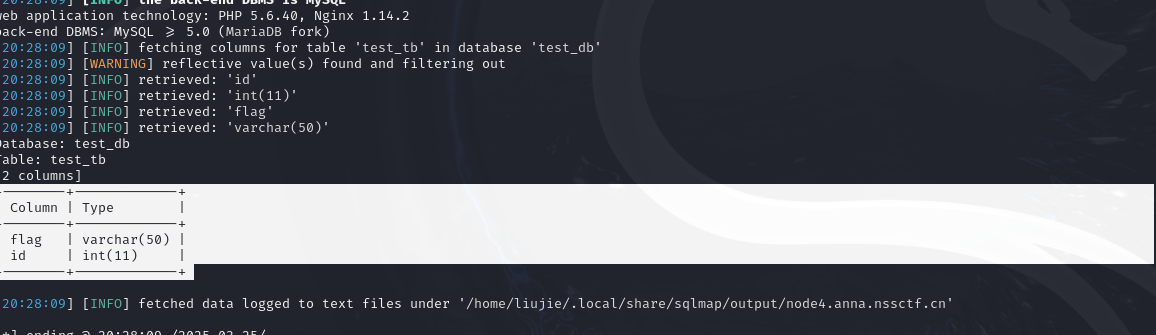 20:28:09] [INFO] the back-end DBMS is MySQL
web application technology: PHP 5.6.40, Nginx 1.14.2
back-end DBMS: MySQL ≥ 5.0 (MariaDB fork)
20:28:09] [INFO] fetching columns for table 'test_tb' in database 'test_db'
20:28:09] [WARNING] reflective value(s) found and filtering out
20:28:09] [INFO] retrieved: 'id'
20:28:09] [INFO] retrieved: 'int(11)'
20:28:09] [INFO] retrieved: 'flag'
20:28:09] [INFO] retrieved: 'varchar(50)'
Database: test_db
Table: test_tb
2 columns]
Column | Type |
flag | varchar(50) |
id | int(11) |
20:28:09] [INFO] fetched data logged to text files under '/home/liujie/.local/share/sqlmap/output/node4.anna.nssctf.cn'
*] ending @ 20:28:09 /2025-03-25/